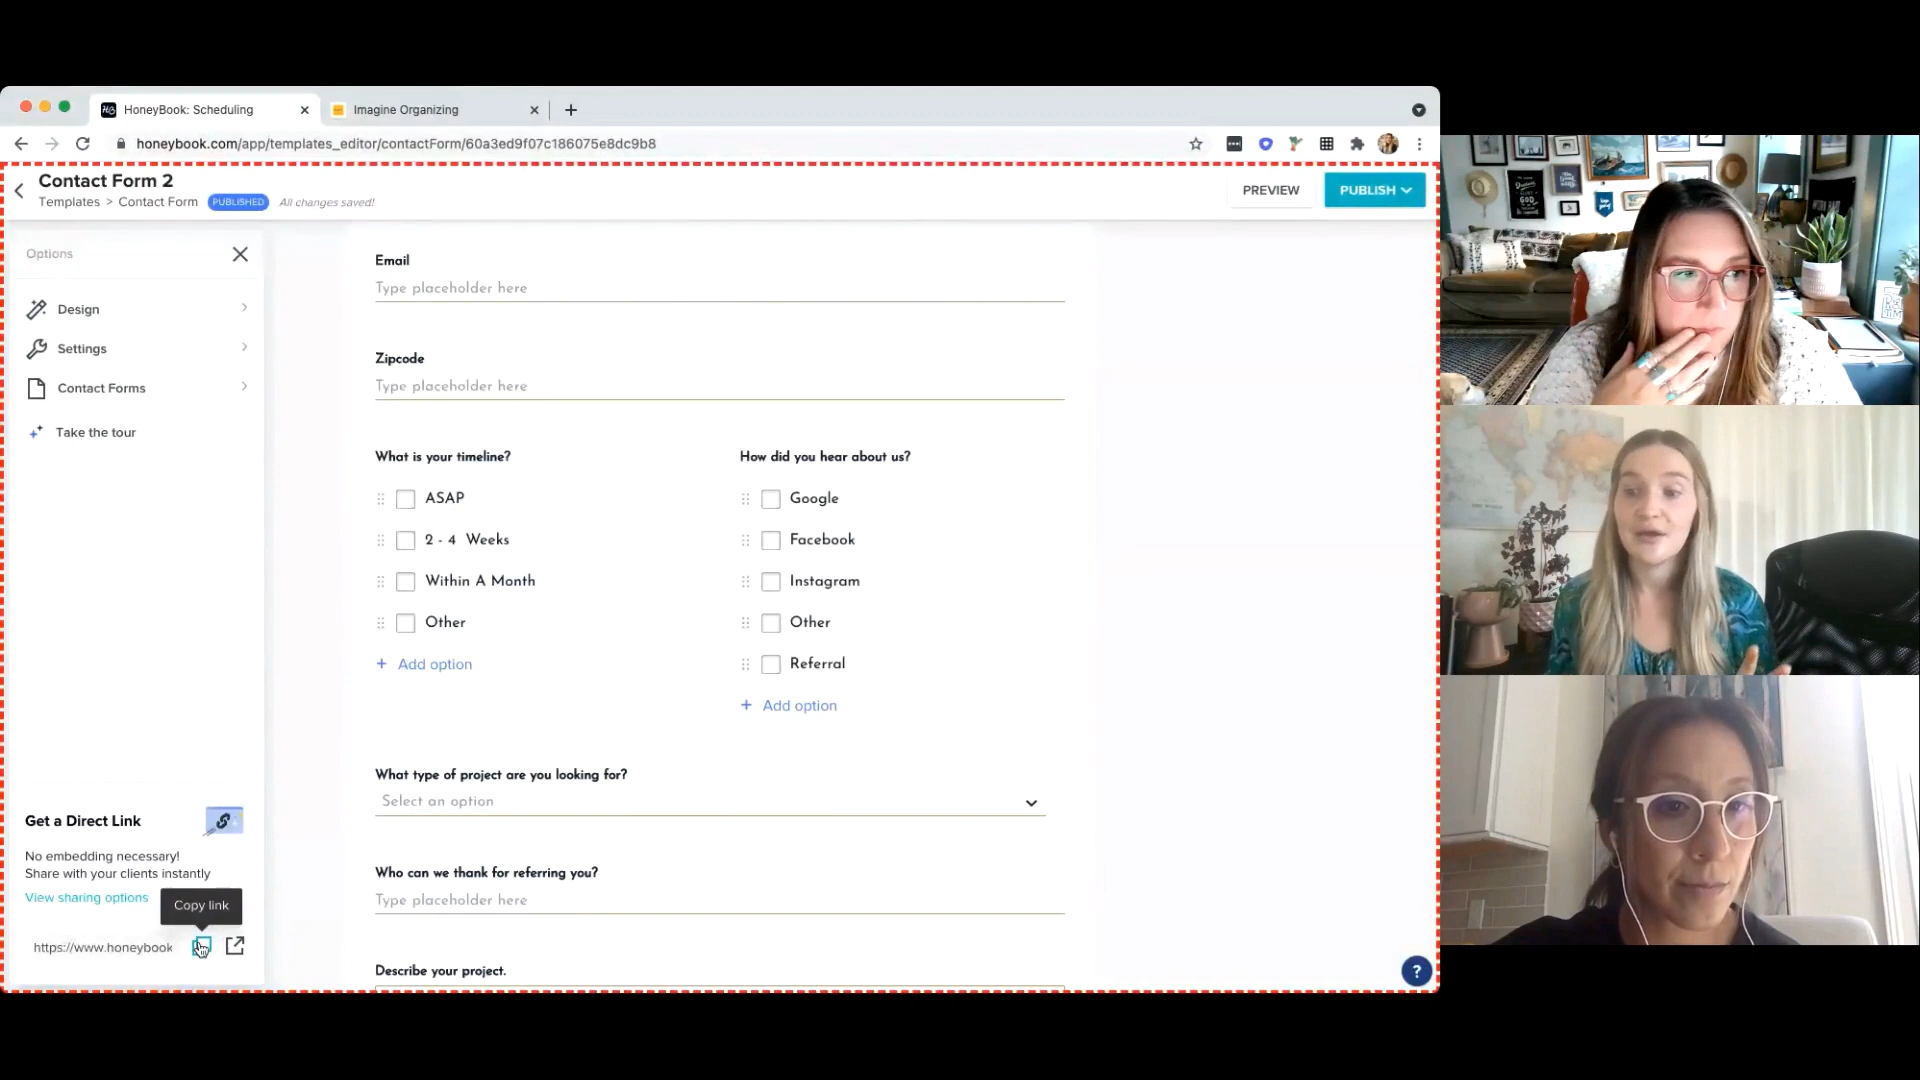 HoneyBook: Scheduling
Imagine Organizing
honeybook.com/app/templates_editor/contactForm/60a3ed9f07c186075e8dc9b8
Contact Form 2
Templates > Contact Form PUBLISHED All changes saved!
PREVIEW
PUBLISH
Options
Design
Settings
Contact Forms
Take the tour
Get a Direct Link
No embedding necessary!
Share with your clients instantly
View sharing options
Copy link
https://www.honeybook
Email
Type placeholder here
Zipcode
Type placeholder here
What is your timeline?
ASAP
2 - 4 Weeks
Within A Month
Other
+ Add option
How did you hear about us?
Google
Facebook
Instagram
Other
Referral
+ Add option
What type of project are you looking for?
Select an option
Who can we thank for referring you?
Type placeholder here
Describe your project.
?